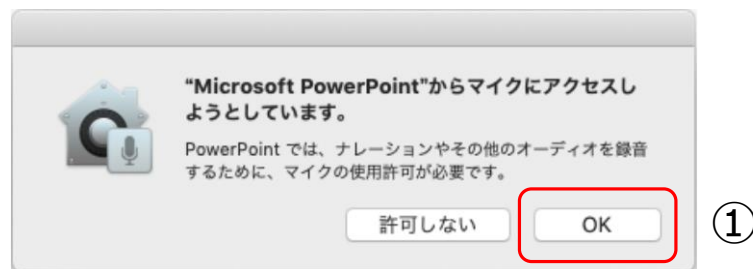 “Microsoft PowerPoint”からマイクにアクセスし
ようとしています。
PowerPoint では、ナレーションやその他のオーディオを録音
するために、マイクの使用許可が必要です。
許可しない OK ①